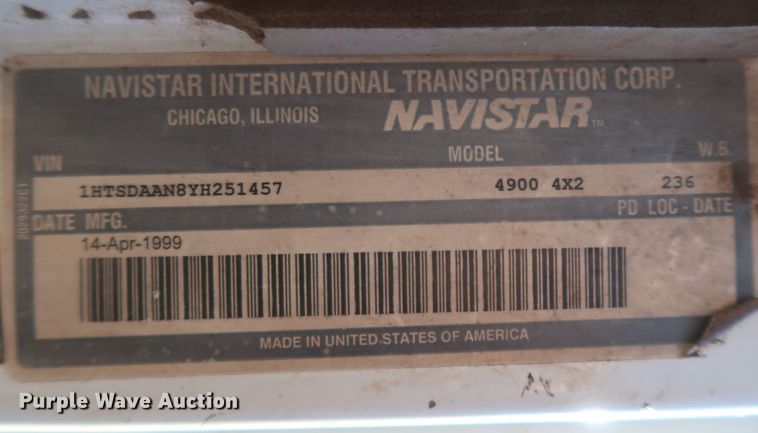 NAVISTAR INTERNATIONAL TRANSPORTATION CORP.
CHICAGO, ILLINOIS NAVISTAR TM
VIN MODEL W.B.
1HTSDAAN8YH251457 4900 4X2 236
DATE MFG. PD LOC - DATE
14-Apr-1999
MADE IN UNITED STATES OF AMERICA
Purple Wave Auction